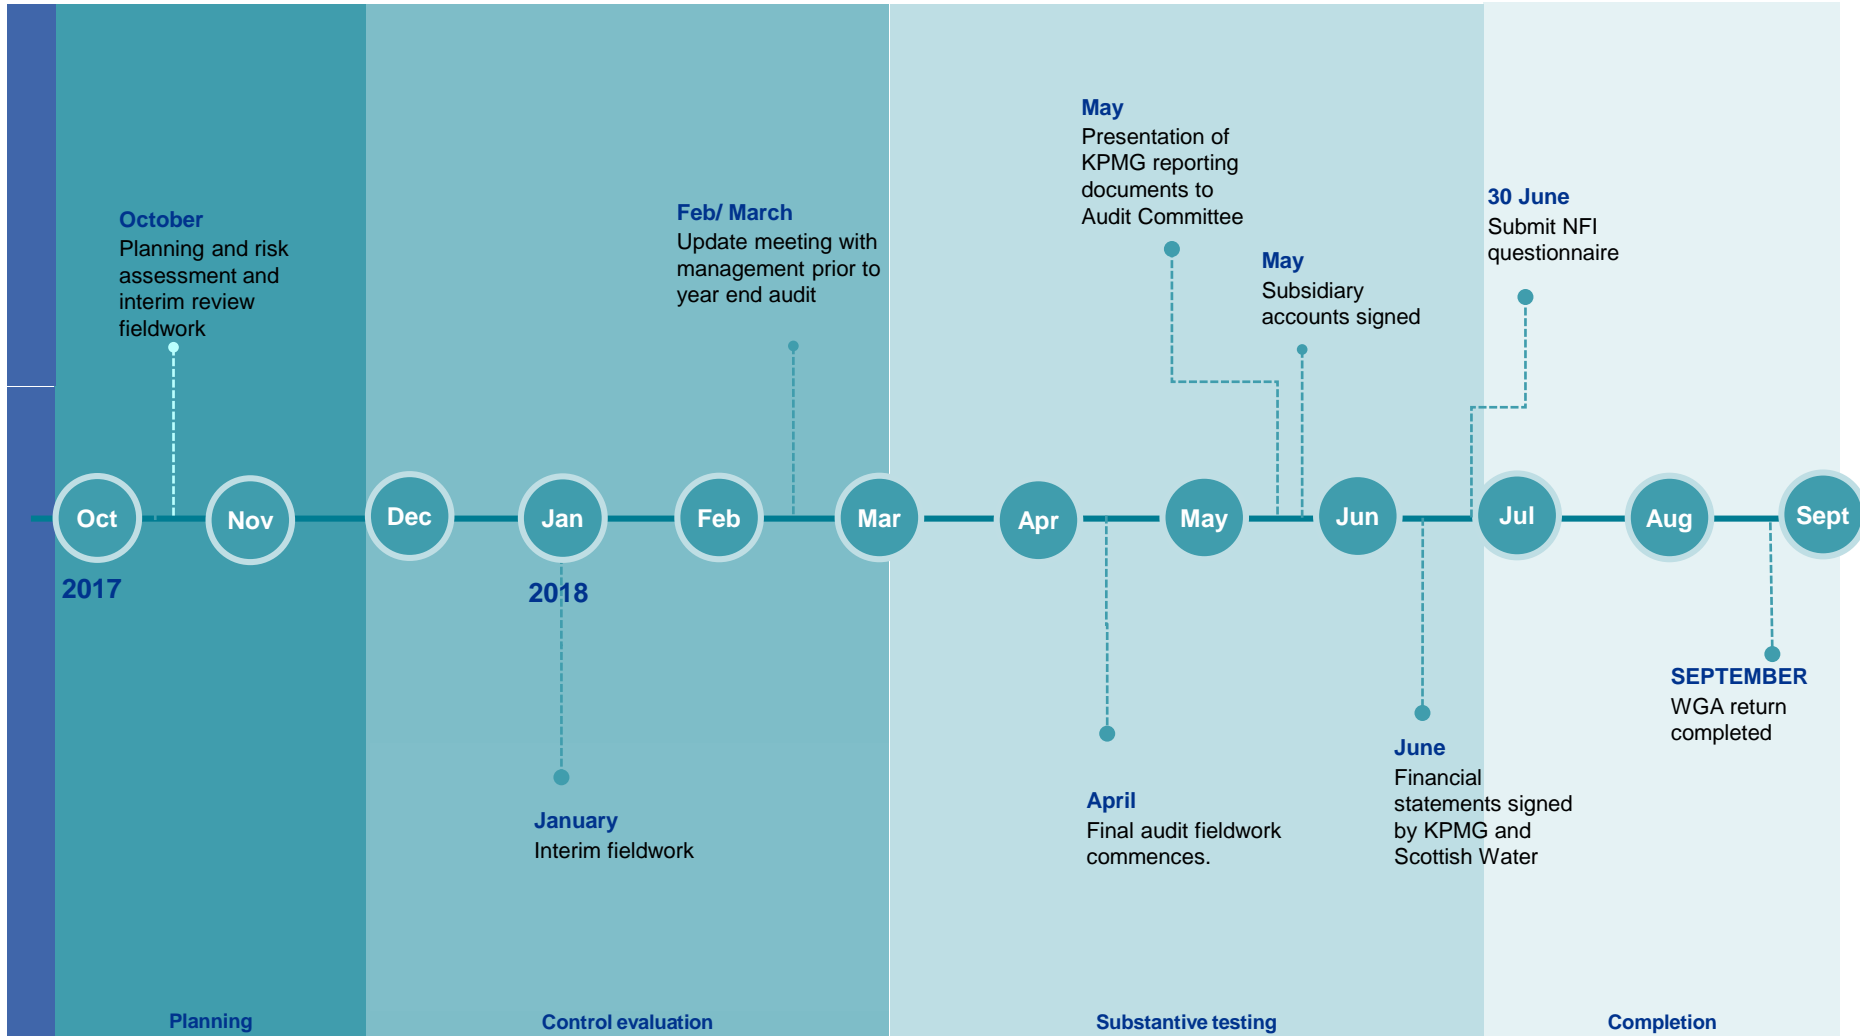 May
Presentation of
KPMG reporting
documents to
Audit Committee
October
Planning and risk
assessment and
interim review
fieldwork
Feb/ March
Update meeting with
management prior to
year end audit
May
Subsidiary
accounts signed
30 June
Submit NFI
questionnaire
Oct
Nov
Dec
Jan
Feb
Mar
Apr
May
Jun
Jul
Aug
Sept
2017
2018
January
Interim fieldwork
April
Final audit fieldwork
commences.
June
Financial
statements signed
by KPMG and
Scottish Water
SEPTEMBER
WGA return
completed
Planning
Control evaluation
Substantive testing
Completion